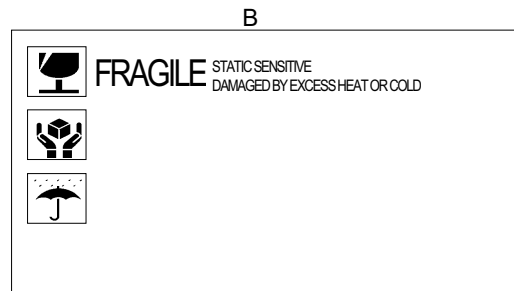 B
FRAGILE STATIC SENSITIVE
DAMAGED BY EXCESS HEAT OR COLD